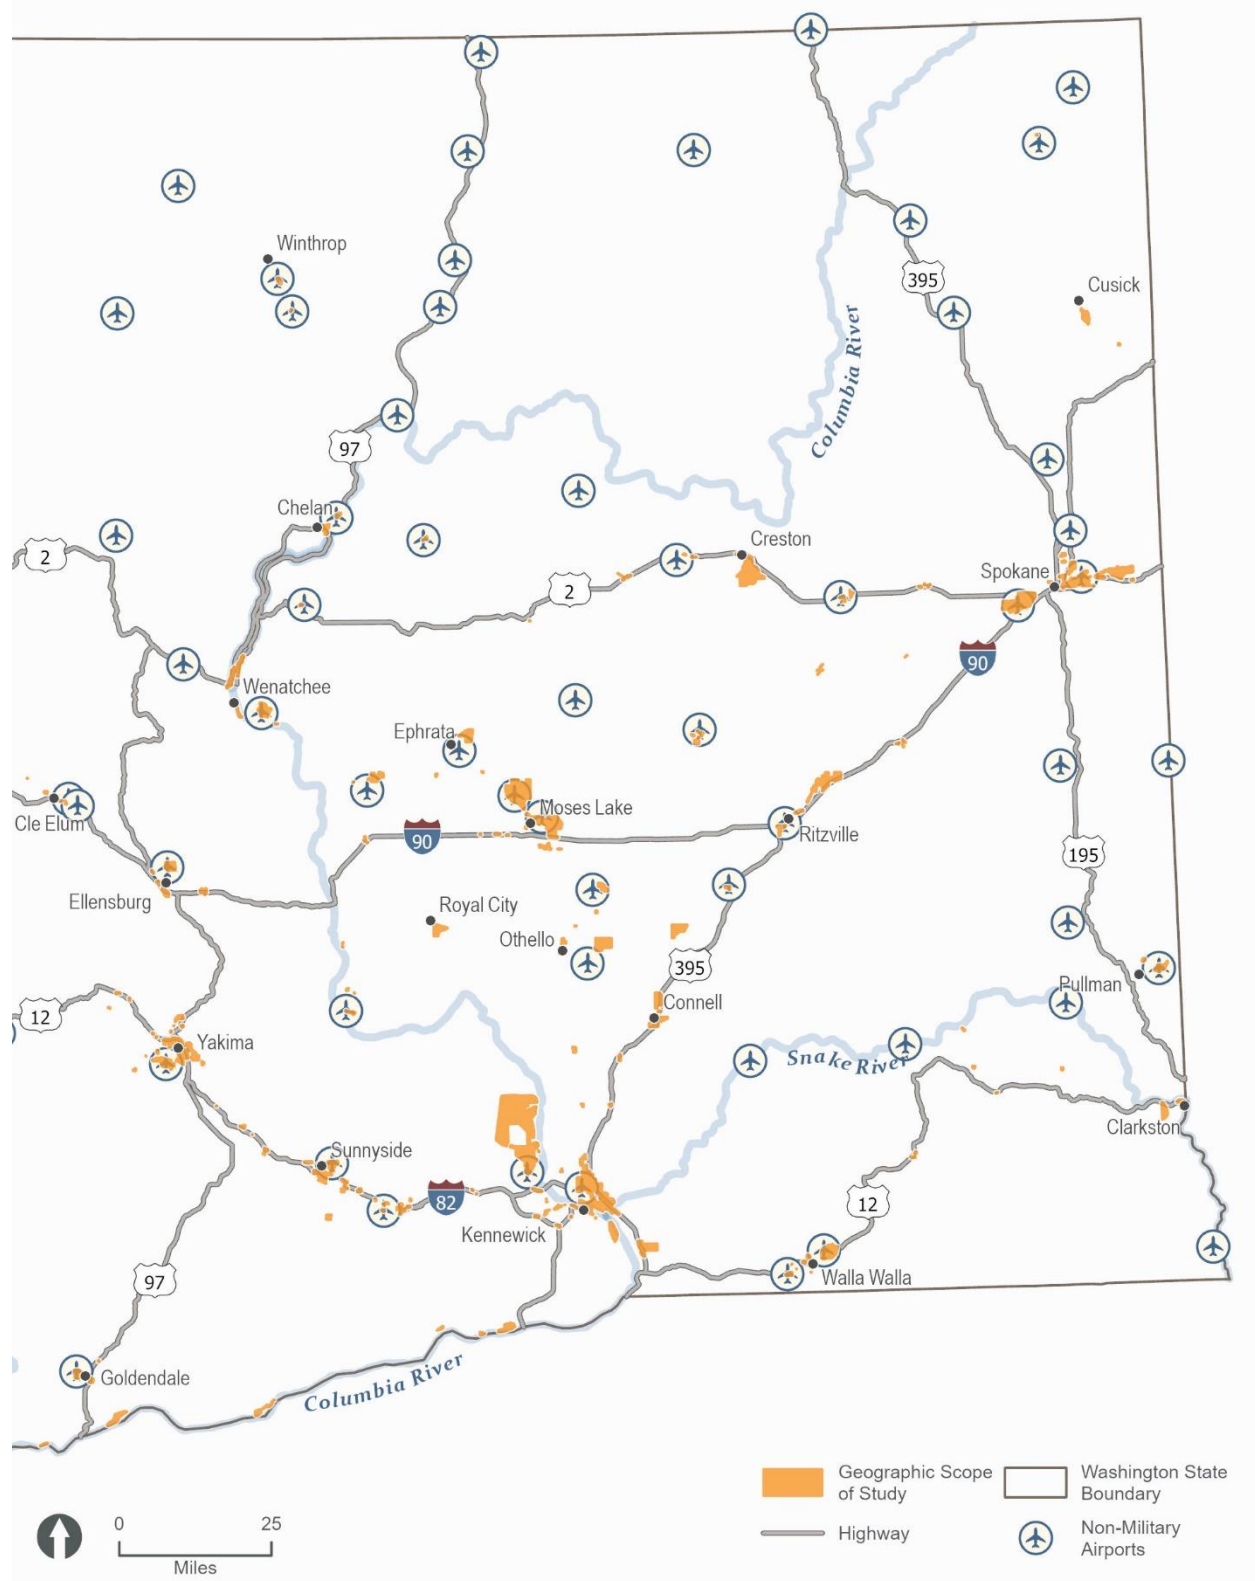 Winthrop
395
Cusick
Columbia River
97
Chelan
2
Creston
2
Spokane
90
Wenatchee
Ephrata
Moses Lake
Cle Elum
90
Ritzville
195
Ellensburg
Royal City
Othello
395
Pullman
Connell
12
Yakima
Snake River
Clarkston
Sunnyside
82
12
Kennewick
Walla Walla
97
Goldendale
Columbia River
Geographic Scope
of Study
Washington State
Boundary
Highway
Non-Military
Airports
0 25
Miles